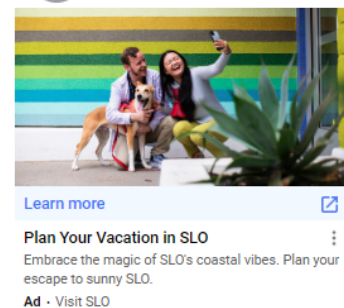 Learn more
Plan Your Vacation in SLO
Embrace the magic of SLO's coastal vibes. Plan your
escape to sunny SLO.
Ad · Visit SLO